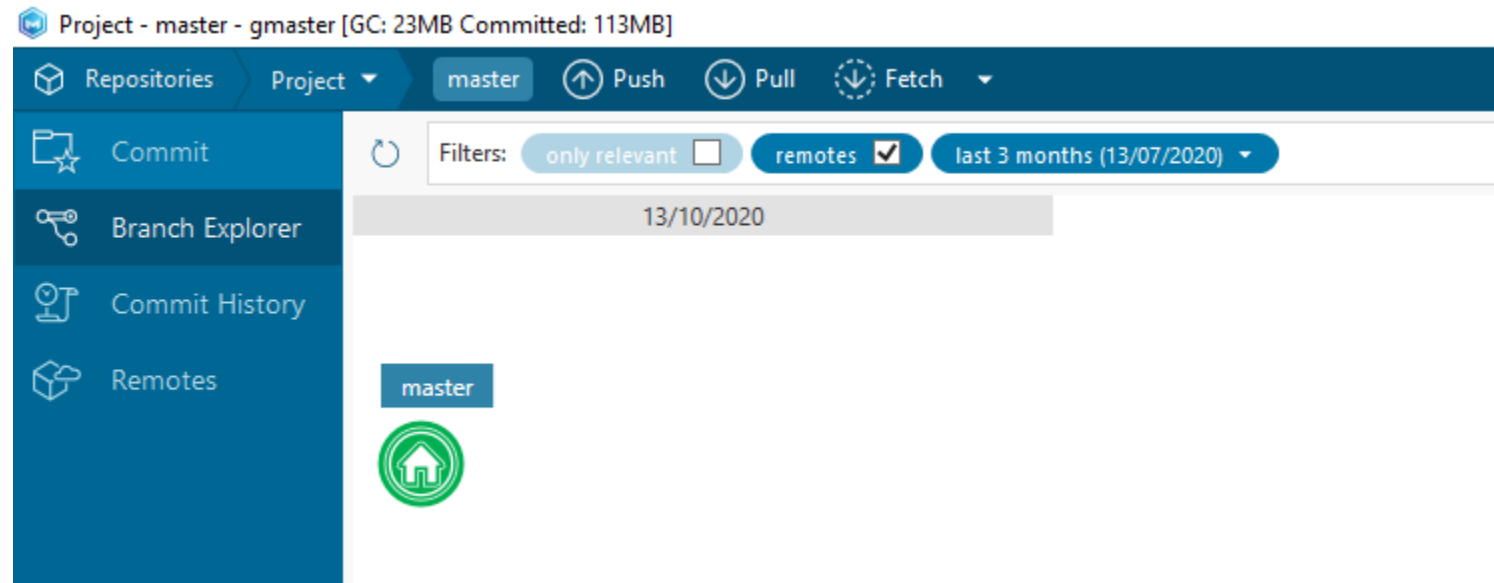 Project - master - gmaster [GC: 23MB Committed: 113MB]
Repositories Project master Push Pull Fetch
Commit
Filters: only relevant remotes last 3 months (13/07/2020)
13/10/2020
Branch Explorer
Commit History
Remotes
master